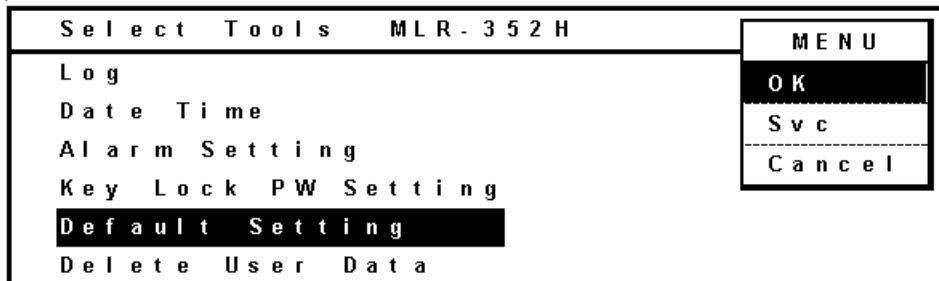 Select Tools MLR-352H
MENU
Log
OK
Date Time
Svc
Alarm Setting
Cancel
Key Lock PW Setting
Default Setting
Delete User Data